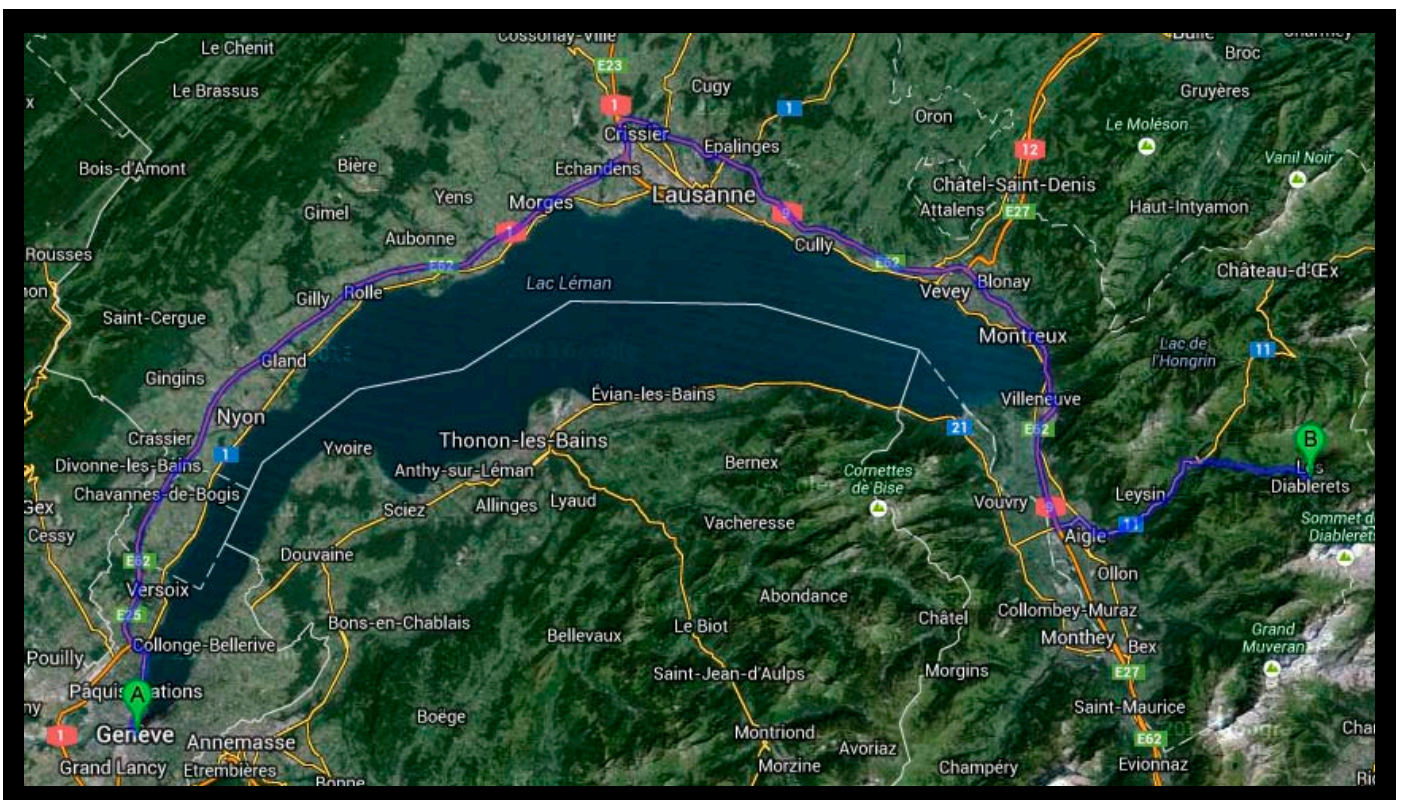 Cossonay-Ville
Bulle
Charmey
Le Chenit
Broc
E23
Le Brassus
Cugy
Gruyères
1
1
Oron
Le Moléson
Crissier
Epalinges
12
Bière
Vanil Noir
Bois-d'Amont
Echandens
Châtel-Saint-Denis
Yens
Lausanne
Morges
Gimel
Attalens
E27
Haut-Intyamon
9
1
Aubonne
Cully
Rousses
E62
E62
Château-d'Œx
Lac Léman
Blonay
Gilly
Rolle
Vevey
Saint-Cergue
Montreux
Lac de
l'Hongrin
11
Gland
Gingins
Évian-les-Bains
Villeneuve
Nyon
21
E62
Crassier
Thonon-les-Bains
B
Yvoire
1
Divonne-les-Bains
Anthy-sur-Léman
Bernex
Cornettes
de Bise
Les
Diablerets
Chavannes-de-Bogis
Leysin
Gex
Sciez
Allinges
Lyaud
Vouvry
9
Vacheresse
11
Sommet d
Diablerets
Cessy
Aigle
Douvaine
E62
Ollon
Versoix
Abondance
E25
Collombey-Muraz
Bons-en-Chablais
Le Biot
Châtel
Bellevaux
Grand
Muveran
Collonge-Bellerive
Monthey
Bex
Pouilly
Saint-Jean-d'Aulps
Morgins
E27
Pâquis
ations
A
Boëge
Saint-Maurice
ny
1
Genève
Annemasse
Montriond
E62
Avoriaz
Grand Lancy
Etrembières
Morzine
Champéry
Evionnaz
Bonne